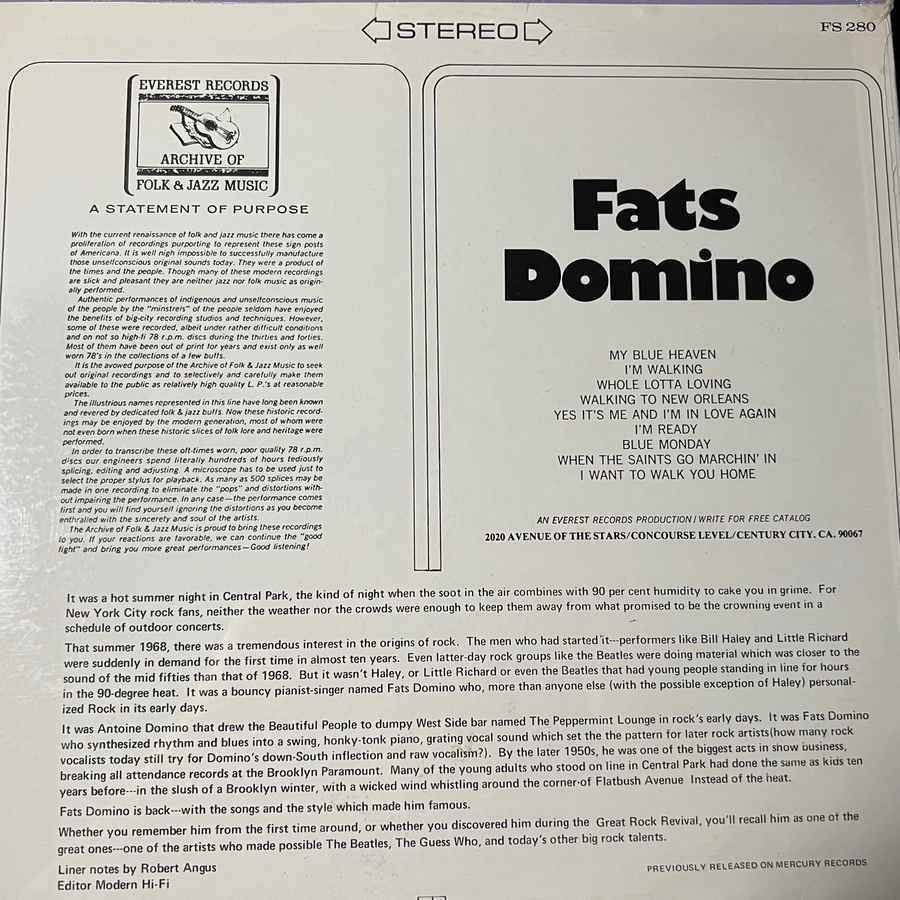 STEREO
FS 280
EVEREST RECORDS
ARCHIVE OF
FOLK & JAZZ MUSIC
A STATEMENT OF PURPOSE
With the current renaissance of folk and jazz music there has come a
proliferation of recordings purporting to represent these sign posts
of Americana. It is well nigh impossible to successfully manufacture
those unselfconscious original sounds today. They were a product of
the times and the people. Though many of these modern recordings
are slick and pleasant they are neither jazz nor folk music as origin-
ally performed.
Authentic performances of indigenous and unselfconscious music
of the people by the "minstrels" of the people seldom have enjoyed
the benefits of big-city recording studios and techniques. However,
some of these were recorded, albeit under rather difficult conditions
and on not so high-fi 78 r.p.m. discs during the thirties and forties.
Most of them have been out of print for years and exist only as well
worn 78's in the collections of a few buffs.
It is the avowed purpose of the Archive of Folk & Jazz Music to seek
out original recordings and to selectively and carefully make them
available to the public as relatively high quality L. P.'s at reasonable
prices.
The illustrious names represented in this line have long been known
and revered by dedicated folk & jazz buffs. Now these historic record-
ings may be enjoyed by the modern generation, most of whom were
not even born when these historic slices of folk lore and heritage were
performed.
In order to transcribe these oft-times worn, poor quality 78 r.p.m.
discs our engineers spend literally hundreds of hours tediously
splicing, editing and adjusting. A microscope has to be used just to
select the proper stylus for playback. As many as 500 splices may be
made in one recording to eliminate the "pops" and distortions with-
out impairing the performance. In any case—the performance comes
first and you will find yourself ignoring the distortions as you become
enthralled with the sincerely and soul of the artists.
The Archive of Folk & Jazz Music is proud to bring these recordings
to you. If your reactions are favorable, we can continue the "good
fight" and bring you more great performances—Good listening!
Fats
Domino
MY BLUE HEAVEN
I'M WALKING
WHOLE LOTTA LOVING
WALKING TO NEW ORLEANS
YES IT'S ME AND I'M IN LOVE AGAIN
I'M READY
BLUE MONDAY
WHEN THE SAINTS GO MARCHIN' IN
I WANT TO WALK YOU HOME
AN EVEREST RECORDS PRODUCTION/WRITE FOR FREE CATALOG
2020 AVENUE OF THE STARS/CONCOURSE LEVEL/CENTURY CITY. CA. 90067
It was a hot summer night in Central Park, the kind of night when the soot in the air combines with 90 per cent humidity to cake you in grime. For
New York City rock fans, neither the weather nor the crowds were enough to keep them away from what promised to be the crowning event in a
schedule of outdoor concerts.
That summer 1968, there was a tremendous interest in the origins of rock. The men who had started it---performers like Bill Haley and Little Richard
were suddenly in demand for the first time in almost ten years. Even latter-day rock groups like the Beatles were doing material which was closer to the
sound of the mid fifties than that of 1968. But it wasn't Haley, or Little Richard or even the Beatles that had young people standing in line for hours
in the 90-degree heat. It was a bouncy pianist-singer named Fats Domino who, more than anyone else (with the possible exception of Haley) personal-
ized Rock in its early days.
It was Antoine Domino that drew the Beautiful People to dumpy West Side bar named The Peppermint Lounge in rock's early days. It was Fats Domino
who synthesized rhythm and blues into a swing, honky-tonk piano, grating vocal sound which set the the pattern for later rock artists(how many rock
vocalists today still try for Domino's down-South inflection and raw vocalism?). By the later 1950s, he was one of the biggest acts in show business,
breaking all attendance records at the Brooklyn Paramount. Many of the young adults who stood on line in Central Park had done the same as kids ten
years before---in the slush of a Brooklyn winter, with a wicked wind whistling around the corner of Flatbush Avenue Instead of the heat.
Fats Domino is back---with the songs and the style which made him famous.
Whether you remember him from the first time around, or whether you discovered him during the Great Rock Revival, you'll recall him as one of the
great ones---one of the artists who made possible The Beatles, The Guess Who, and today's other big rock talents.
Liner notes by Robert Angus
Editor Modern Hi-Fi
PREVIOUSLY RELEASED ON MERCURY RECORDS